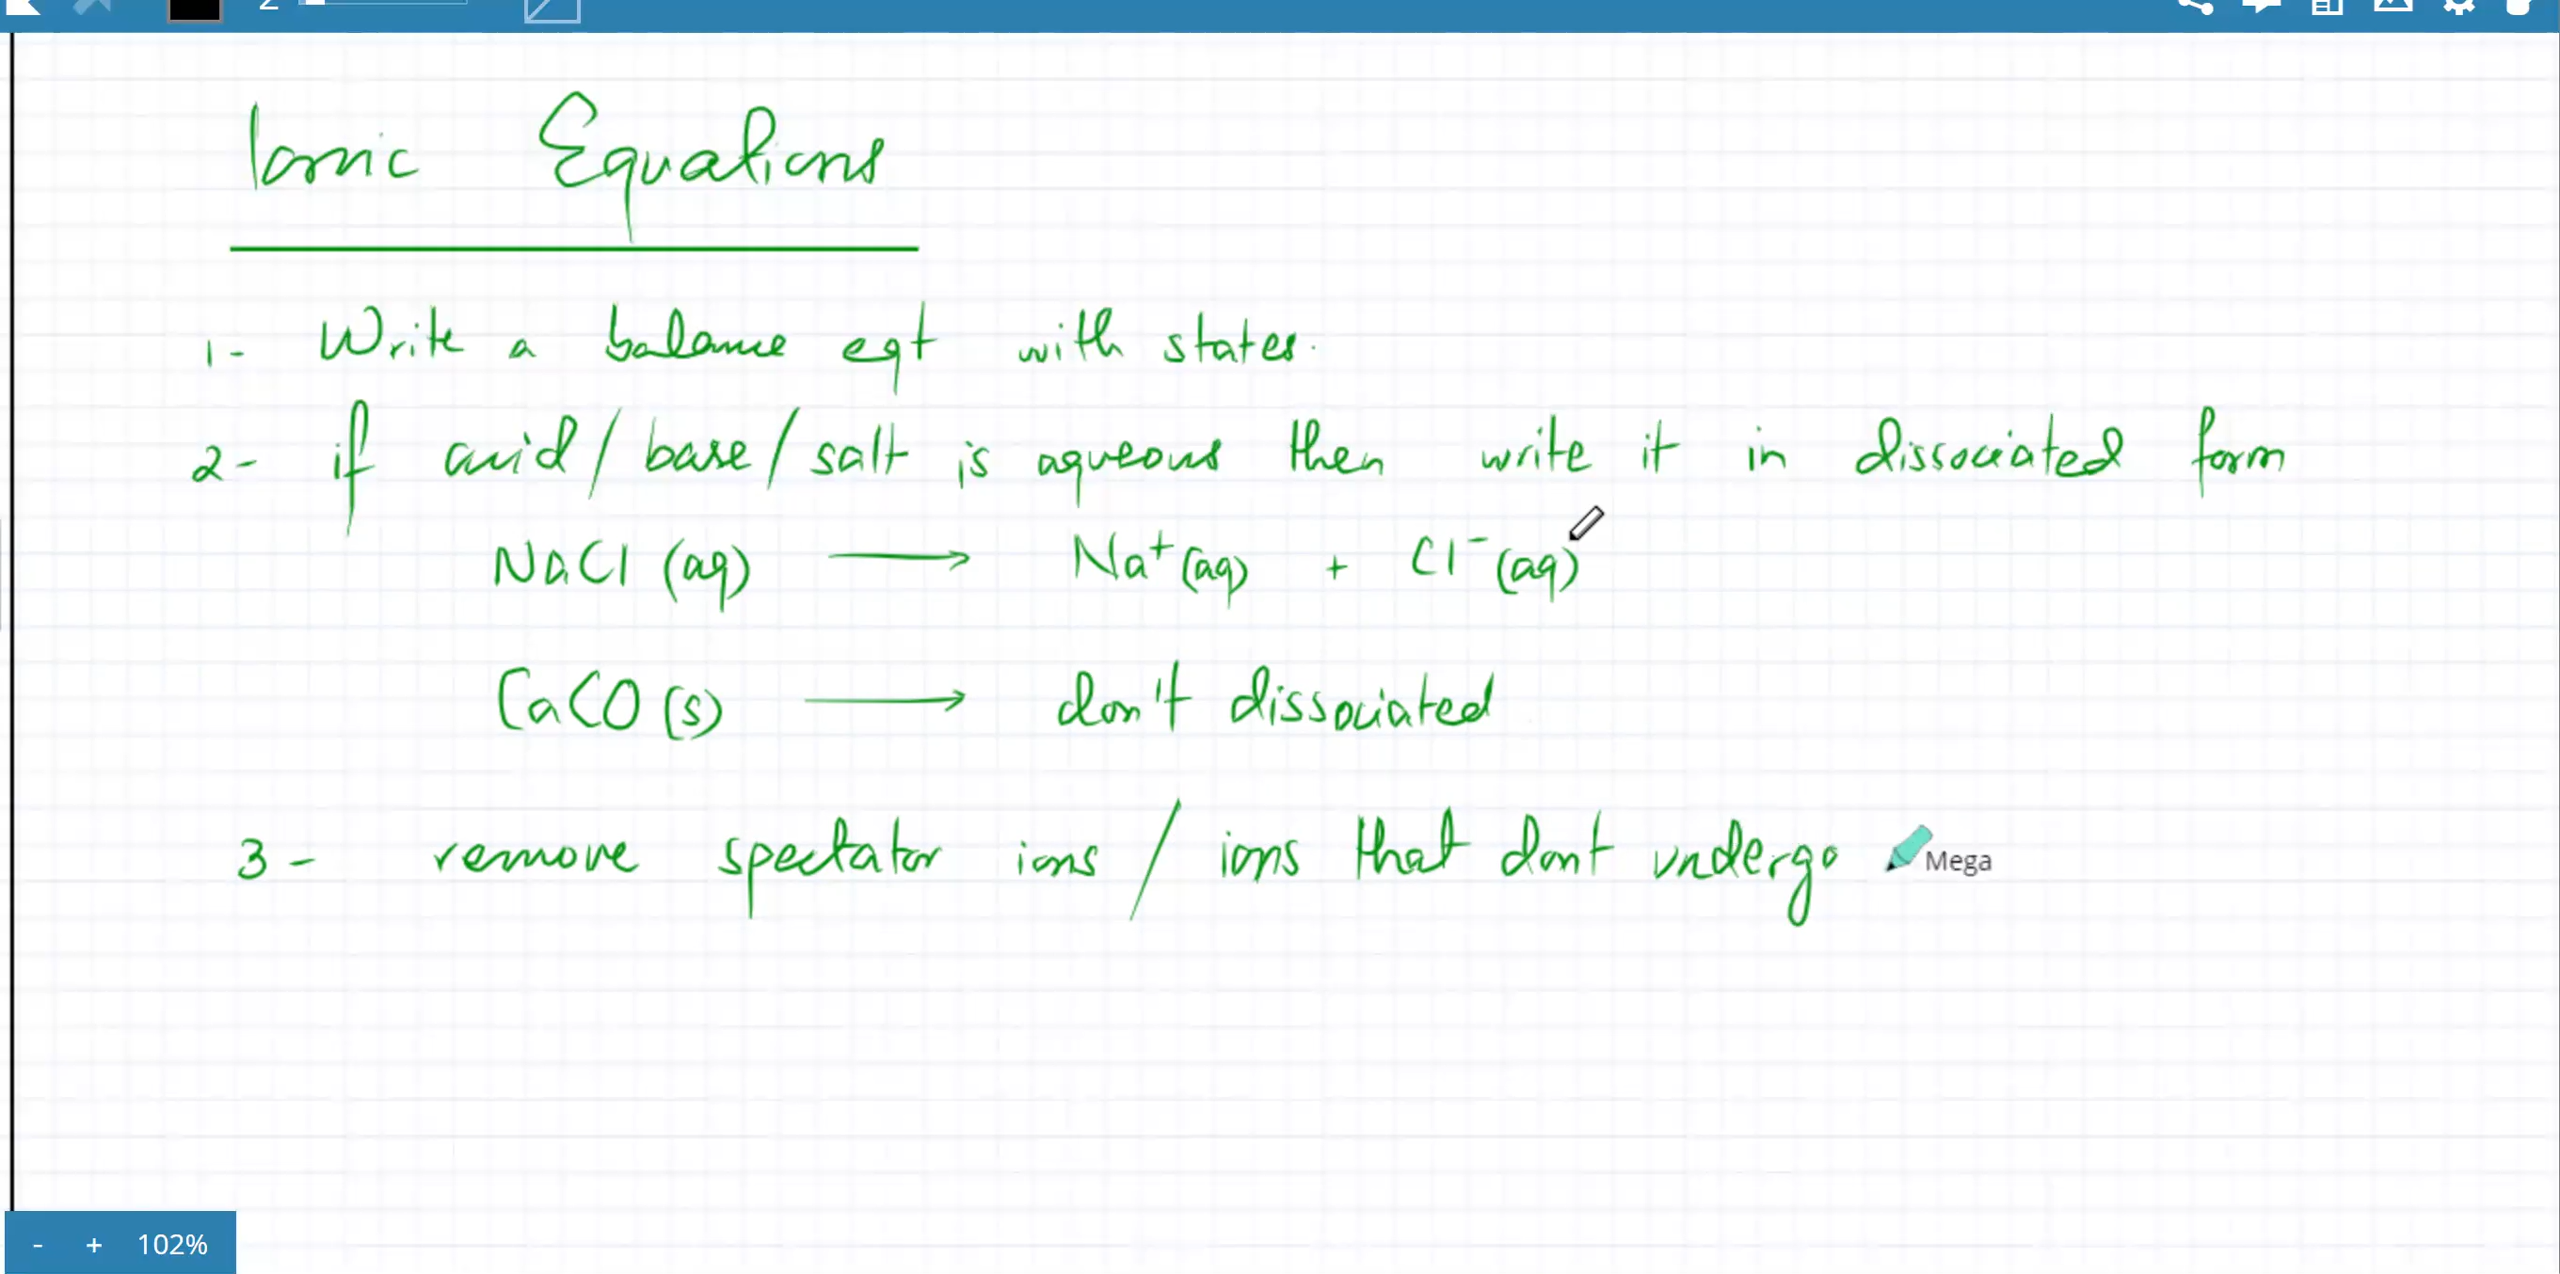 2
Ionic Equations
1- Write a balance eqt with states.
2- if acid/base/salt is aqueous then write it in dissociated form
NaCl (aq) ⟶ Na⁺(aq) + Cl⁻(aq)
CaCO (s) ⟶ don't dissociated
3- remove spectator ions / ions that dont undergo
Mega
- + 102%